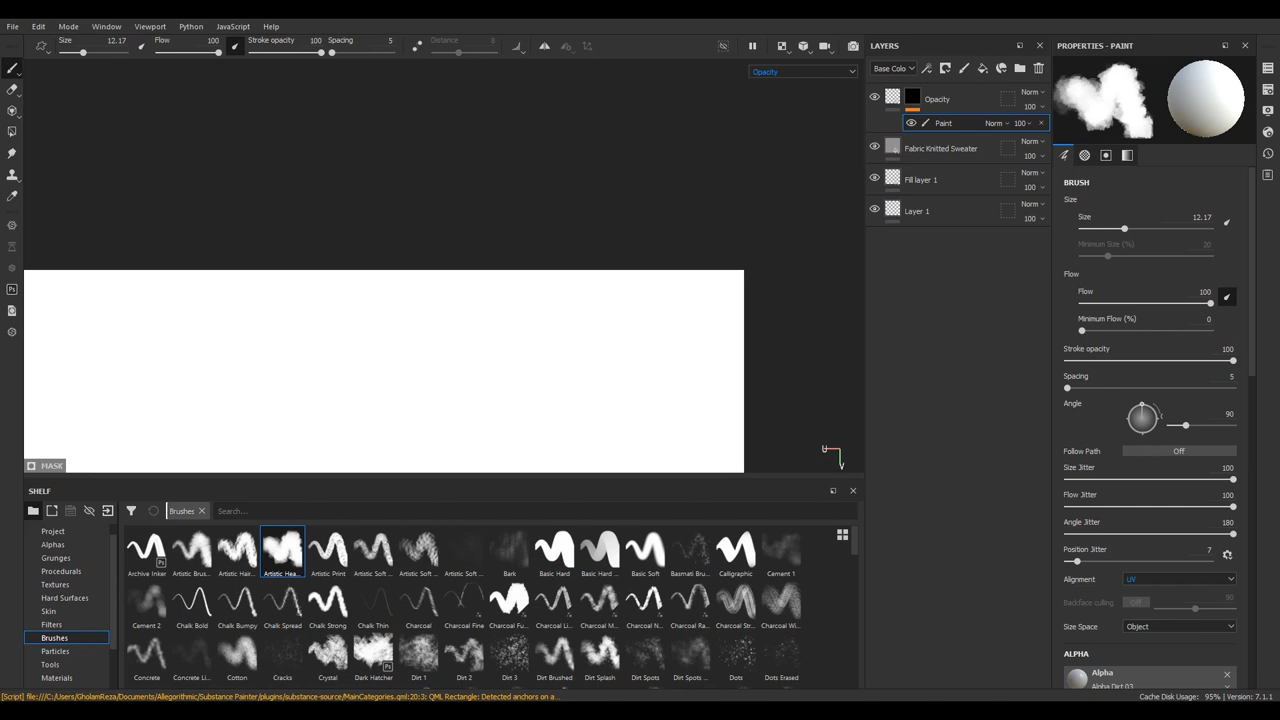 File Edit Mode Window Viewport Python JavaScript Help
Size 12.17 Flow 100 Stroke opacity 100 Spacing 5 Distance 8
Opacity
LAYERS
Base Colo
Opacity Norm 100
Paint Norm 100
Fabric Knitted Sweater Norm 100
Fill layer 1 Norm 100
Layer 1 Norm 100
PROPERTIES - PAINT
BRUSH
Size
Size 12.17
Minimum Size (%) 20
Flow
Flow 100
Minimum Flow (%) 0
Stroke opacity 100
Spacing 5
Angle 90
Follow Path Off
Size Jitter 100
Flow Jitter 100
Angle Jitter 180
Position Jitter 7
Alignment UV
Backface culling Off 90
Size Space Object
ALPHA
Alpha
Alpha Dirt 03
U
V
MASK
SHELF
Brushes Search...
Project
Alphas
Grunges
Procedurals
Textures
Hard Surfaces
Skin
Filters
Brushes
Particles
Tools
Materials
Archive Inker Artistic Brus... Artistic Hair... Artistic Hea... Artistic Print Artistic Soft ... Artistic Soft ... Artistic Soft ... Bark Basic Hard Basic Hard ... Basic Soft Basmati Bru... Calligraphic Cement 1
Cement 2 Chalk Bold Chalk Bumpy Chalk Spread Chalk Strong Chalk Thin Charcoal Charcoal Fine Charcoal Fu... Charcoal Li... Charcoal M... Charcoal N... Charcoal Ra... Charcoal Str... Charcoal Wi...
Concrete Concrete Li... Cotton Cracks Crystal Dark Hatcher Dirt 1 Dirt 2 Dirt 3 Dirt Brushed Dirt Splash Dirt Spots Dirt Spots ... Dots Dots Erased
[Script] file:///C:/Users/GholamReza/Documents/Allegorithmic/Substance Painter/plugins/substance-source/MainCategories.qml:20:3: QML Rectangle: Detected anchors on a...
Cache Disk Usage: 95% | Version: 7.1.1